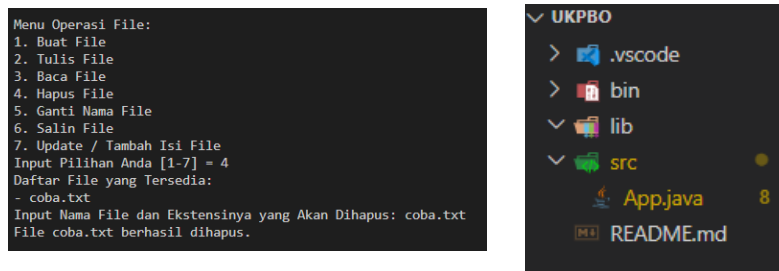 Menu Operasi File:
1. Buat File
2. Tulis File
3. Baca File
4. Hapus File
5. Ganti Nama File
6. Salin File
7. Update / Tambah Isi File
Input Pilihan Anda [1-7] = 4
Daftar File yang Tersedia:
- coba.txt
Input Nama File dan Ekstensinya yang Akan Dihapus: coba.txt
File coba.txt berhasil dihapus.
UKPBO
.vscode
bin
lib
src
App.java 8
README.md